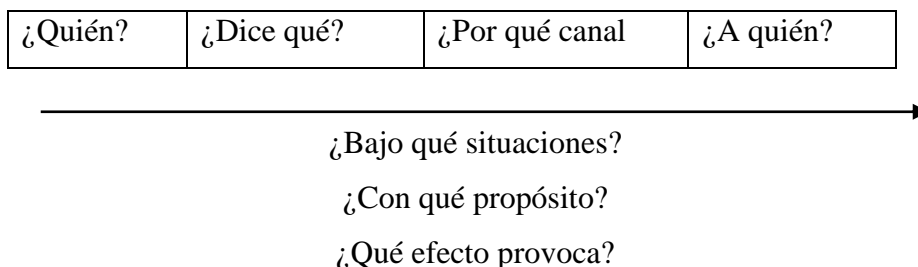 ¿Quién? ¿Dice qué? ¿Por qué canal ¿A quién?
¿Bajo qué situaciones?
¿Con qué propósito?
¿Qué efecto provoca?